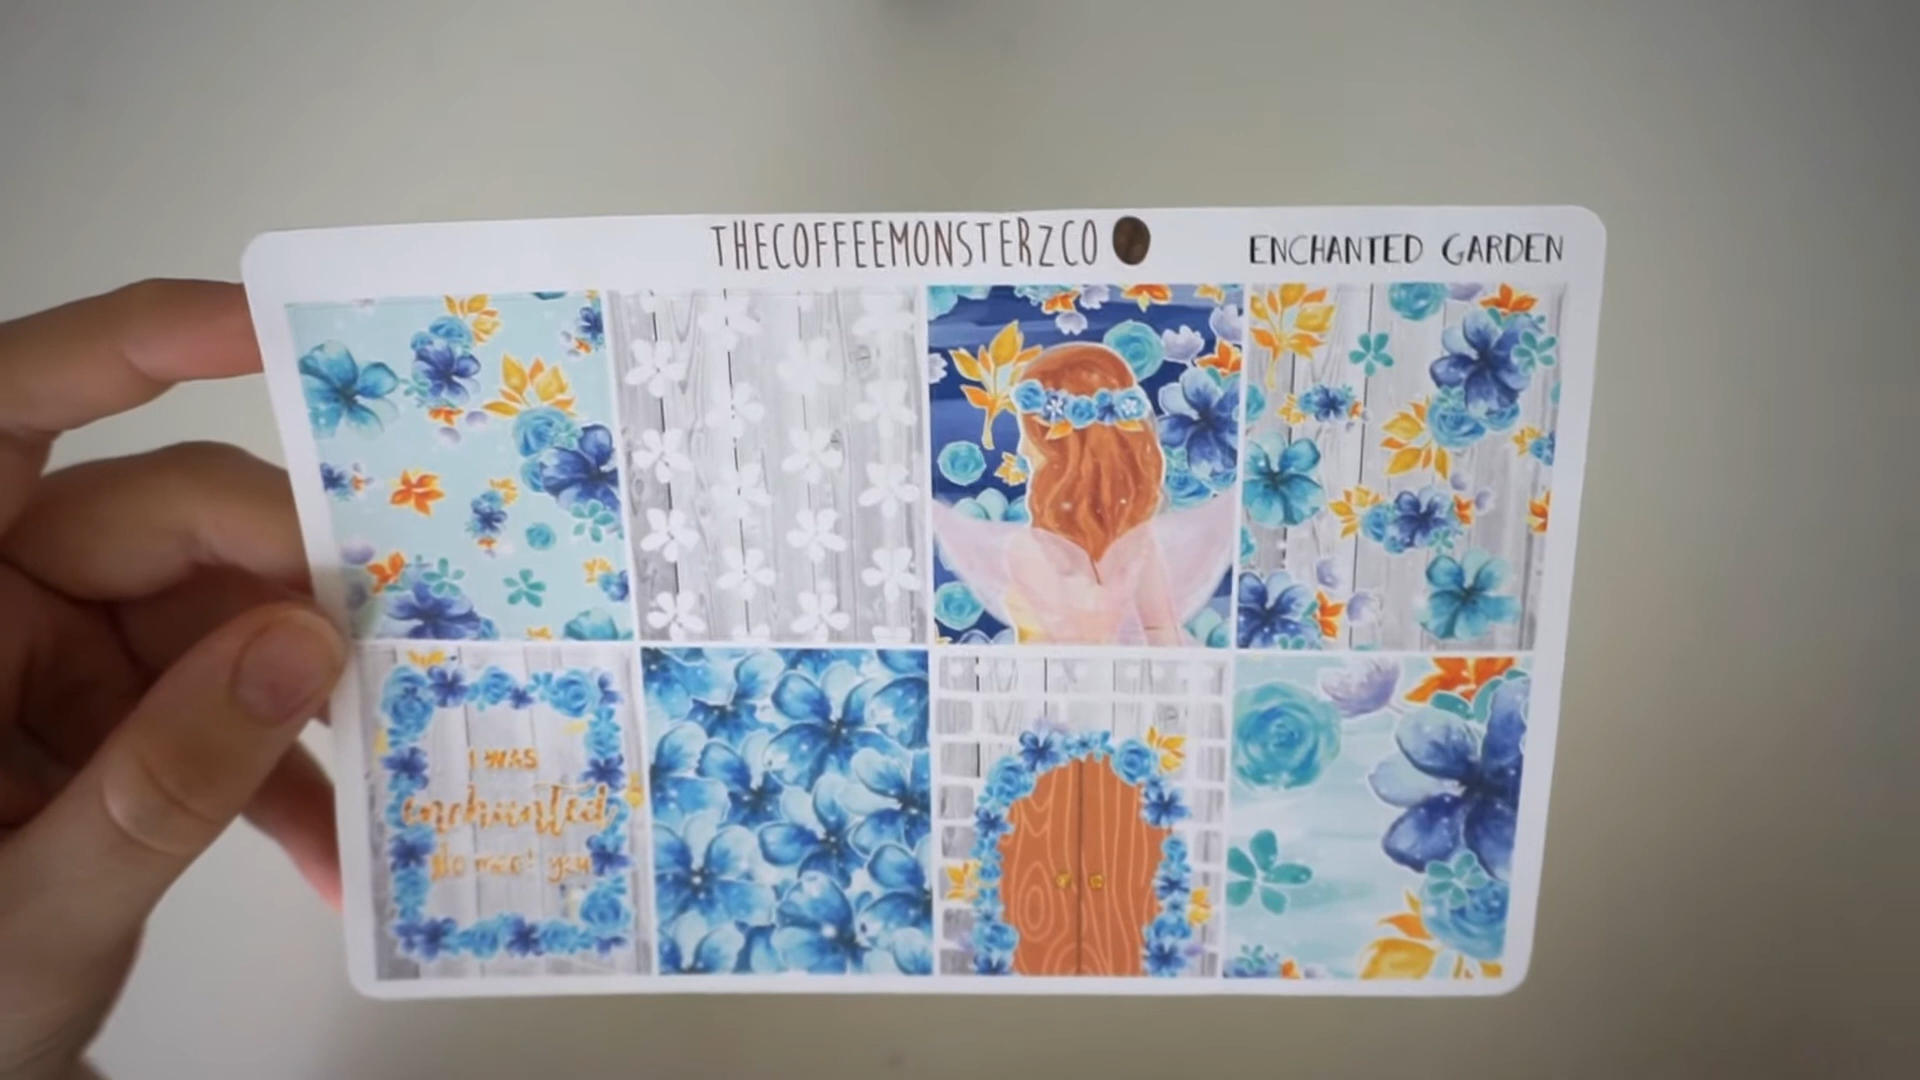 THECOFFEEMONSTERZCO
ENCHANTED GARDEN
I WAS
enchanted
to meet you